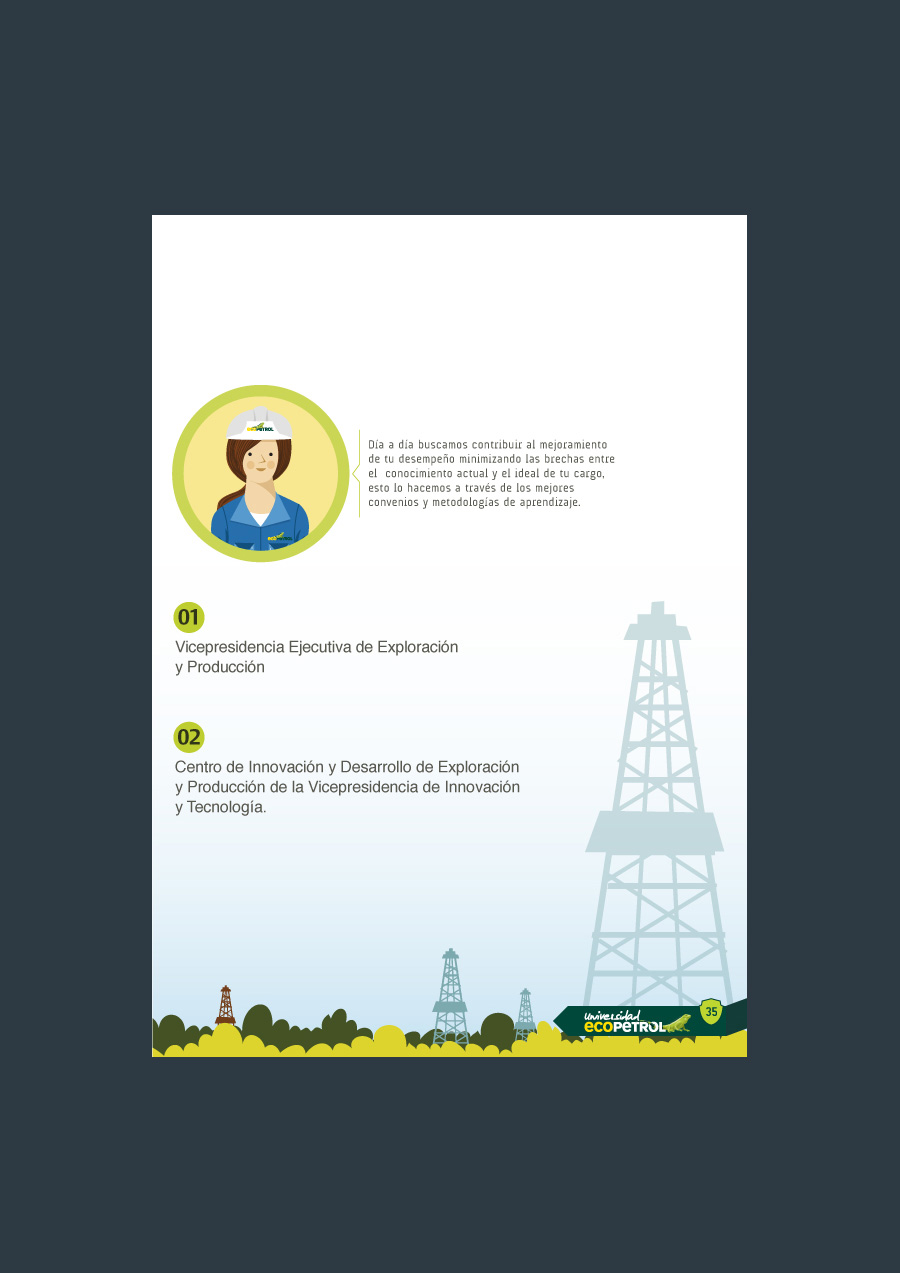 ecoPETROL
ecoPETROL
Día a día buscamos contribuir al mejoramiento
de tu desempeño minimizando las brechas entre
el conocimiento actual y el ideal de tu cargo,
esto lo hacemos a través de los mejores
convenios y metodologías de aprendizaje.
01
Vicepresidencia Ejecutiva de Exploración
y Producción
02
Centro de Innovación y Desarrollo de Exploración
y Producción de la Vicepresidencia de Innovación
y Tecnología.
universidad
ecoPETROL
35